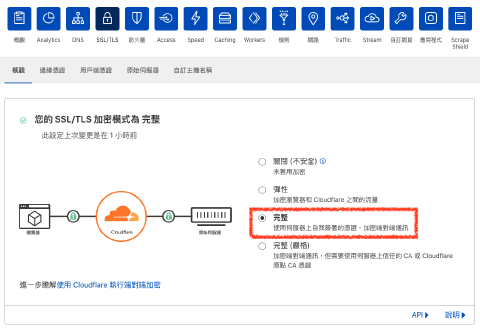 概觀 Analytics DNS SSL/TLS 防火牆 Access Speed Caching Workers 規則 網路 Traffic Stream 自訂網頁 應用程式 Scrape Shield
概觀 邊緣憑證 用戶端憑證 原始伺服器 自訂主機名稱
您的 SSL/TLS 加密模式為 完整
此設定上次變更是在 1 小時前
關閉 (不安全)
未套用加密
彈性
加密瀏覽器和 Cloudflare 之間的流量
完整
使用伺服器上自我簽署的憑證，加密端對端通訊
完整 (嚴格)
加密端對端通訊，但需要使用伺服器上信任的 CA 或 Cloudflare
原點 CA 憑證
瀏覽器 Cloudflare 原始伺服器
進一步瞭解使用 Cloudflare 執行端對端加密
API 說明